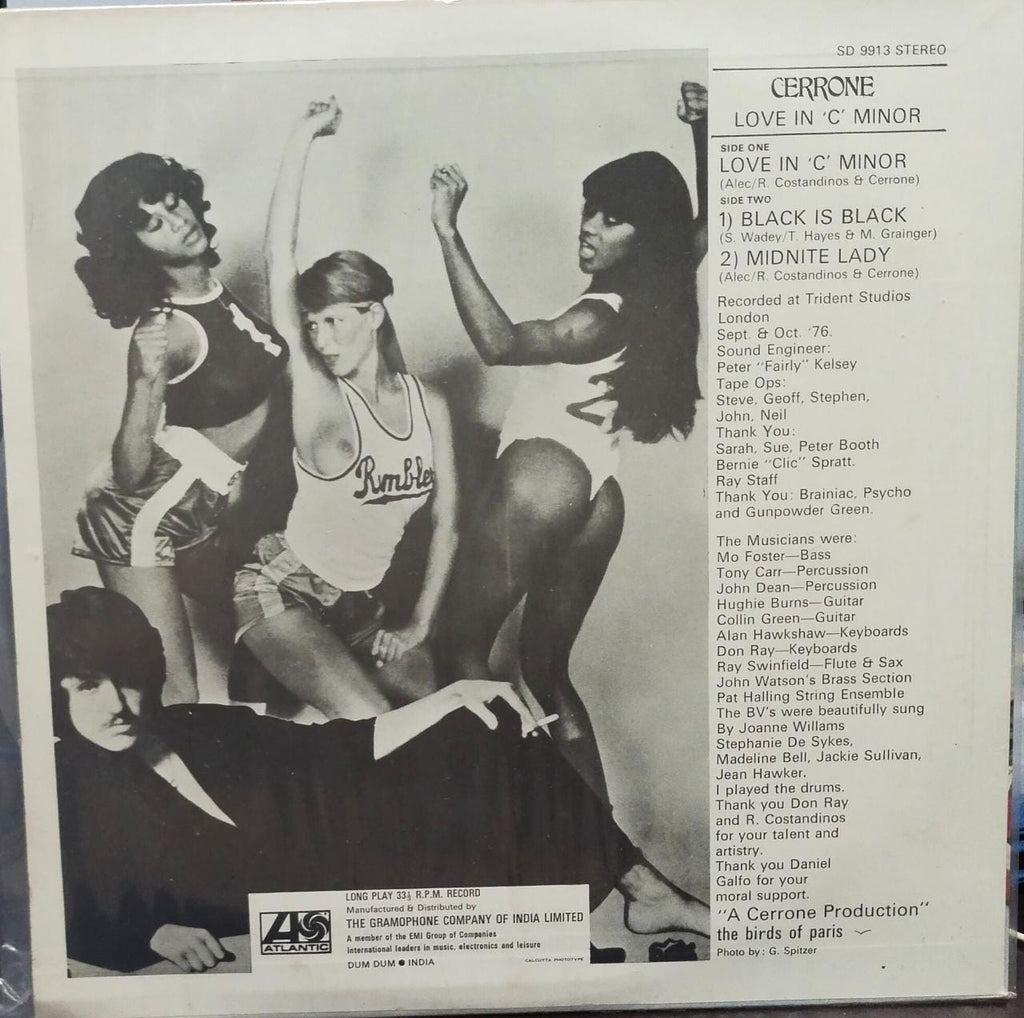 SD 9913 STEREO
CERRONE
LOVE IN 'C' MINOR
SIDE ONE
LOVE IN 'C' MINOR
(Alec/R. Costandinos & Cerrone)
SIDE TWO
1) BLACK IS BLACK
(S. Wadey/T. Hayes & M. Grainger)
2) MIDNITE LADY
(Alec/R. Costandinos & Cerrone)
Recorded at Trident Studios
London
Sept. & Oct. '76.
Sound Engineer:
Peter "Fairly" Kelsey
Tape Ops:
Steve, Geoff, Stephen,
John, Neil
Thank You:
Sarah, Sue, Peter Booth
Bernie "Clic" Spratt.
Ray Staff
Thank You: Brainiac, Psycho
and Gunpowder Green.
The Musicians were:
Mo Foster—Bass
Tony Carr—Percussion
John Dean—Percussion
Hughie Burns—Guitar
Collin Green—Guitar
Alan Hawkshaw—Keyboards
Don Ray—Keyboards
Ray Swinfield—Flute & Sax
John Watson's Brass Section
Pat Halling String Ensemble
The BV's were beautifully sung
By Joanne Willams
Stephanie De Sykes,
Madeline Bell, Jackie Sullivan,
Jean Hawker.
I played the drums.
Thank you Don Ray
and R. Costandinos
for your talent and
artistry.
Thank you Daniel
Galfo for your
moral support.
"A Cerrone Production"
the birds of paris
Photo by: G. Spitzer
Rumbles
LONG PLAY 33⅓ R.P.M. RECORD
Manufactured & Distributed by
THE GRAMOPHONE COMPANY OF INDIA LIMITED
A member of the EMI Group of Companies
International leaders in music, electronics and leisure
DUM DUM ● INDIA
CALCUTTA PHOTOTYPE
ATLANTIC